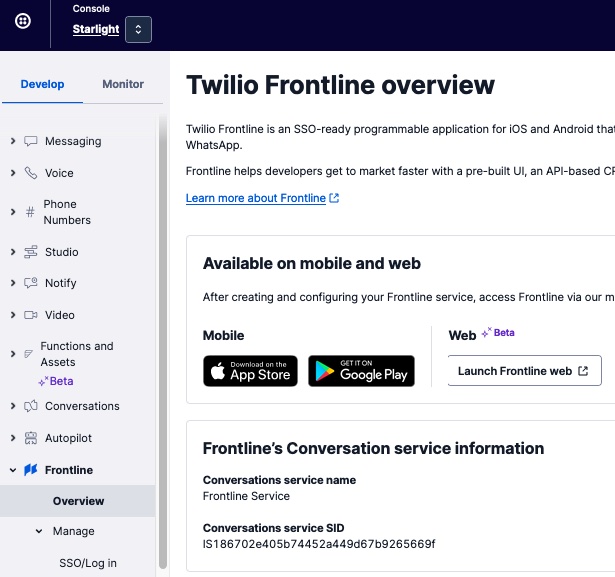 Console
Starlight
Develop
Monitor
Messaging
Voice
Phone
Numbers
Studio
Notify
Video
Functions and
Assets
Beta
Conversations
Autopilot
Frontline
Overview
Manage
SSO/Log in
Twilio Frontline overview
Twilio Frontline is an SSO-ready programmable application for iOS and Android that
WhatsApp.
Frontline helps developers get to market faster with a pre-built UI, an API-based CR
Learn more about Frontline
Available on mobile and web
After creating and configuring your Frontline service, access Frontline via our m
Mobile
Web Beta
Download on the
App Store
GET IT ON
Google Play
Launch Frontline web
Frontline's Conversation service information
Conversations service name
Frontline Service
Conversations service SID
IS186702e405b74452a449d67b9265669f